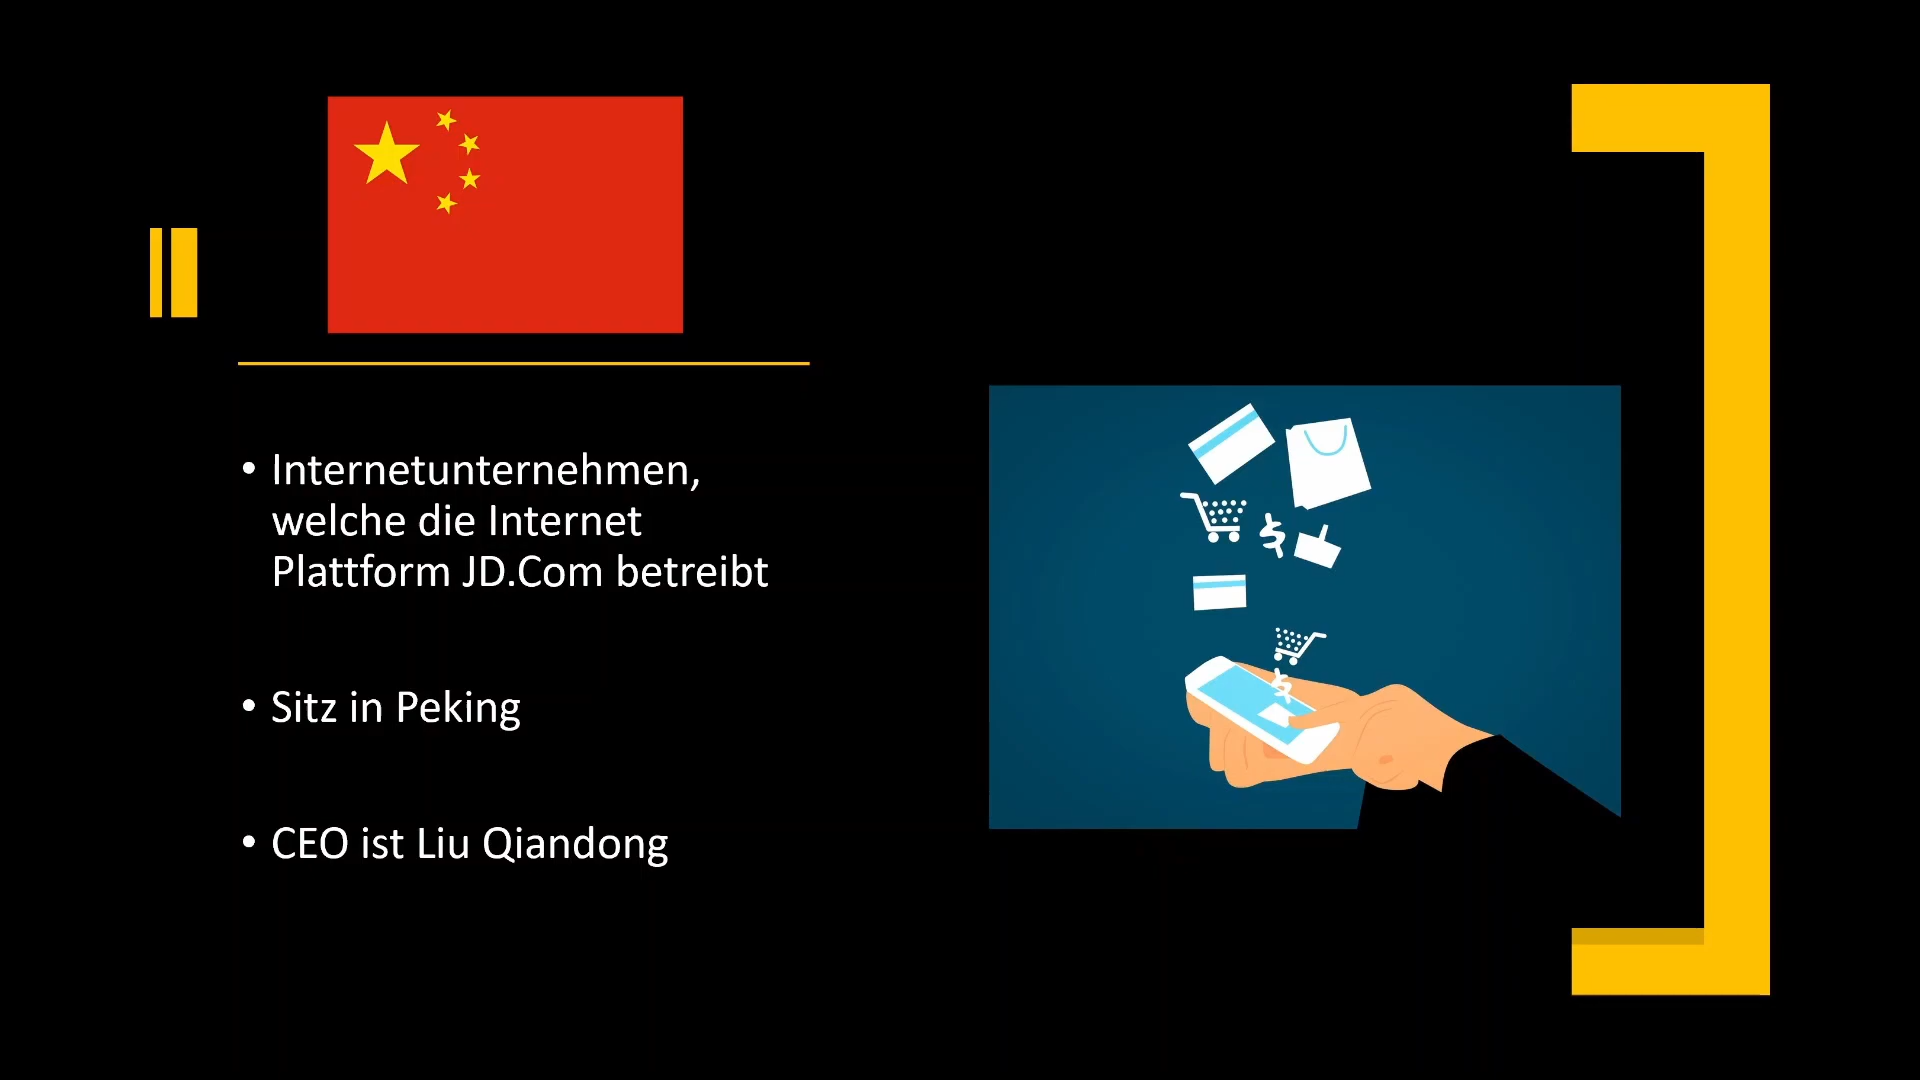 • Internetunternehmen,
welche die Internet
Plattform JD.Com betreibt
• Sitz in Peking
• CEO ist Liu Qiandong
$
$